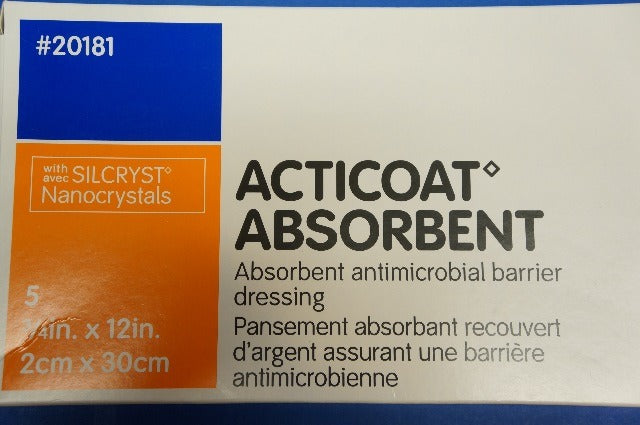 #20181
with
avec SILCRYST◊
Nanocrystals
ACTICOAT◊
ABSORBENT
Absorbent antimicrobial barrier
dressing
Pansement absorbant recouvert
d'argent assurant une barrière
antimicrobienne
5
in. x 12in.
2cm x 30cm